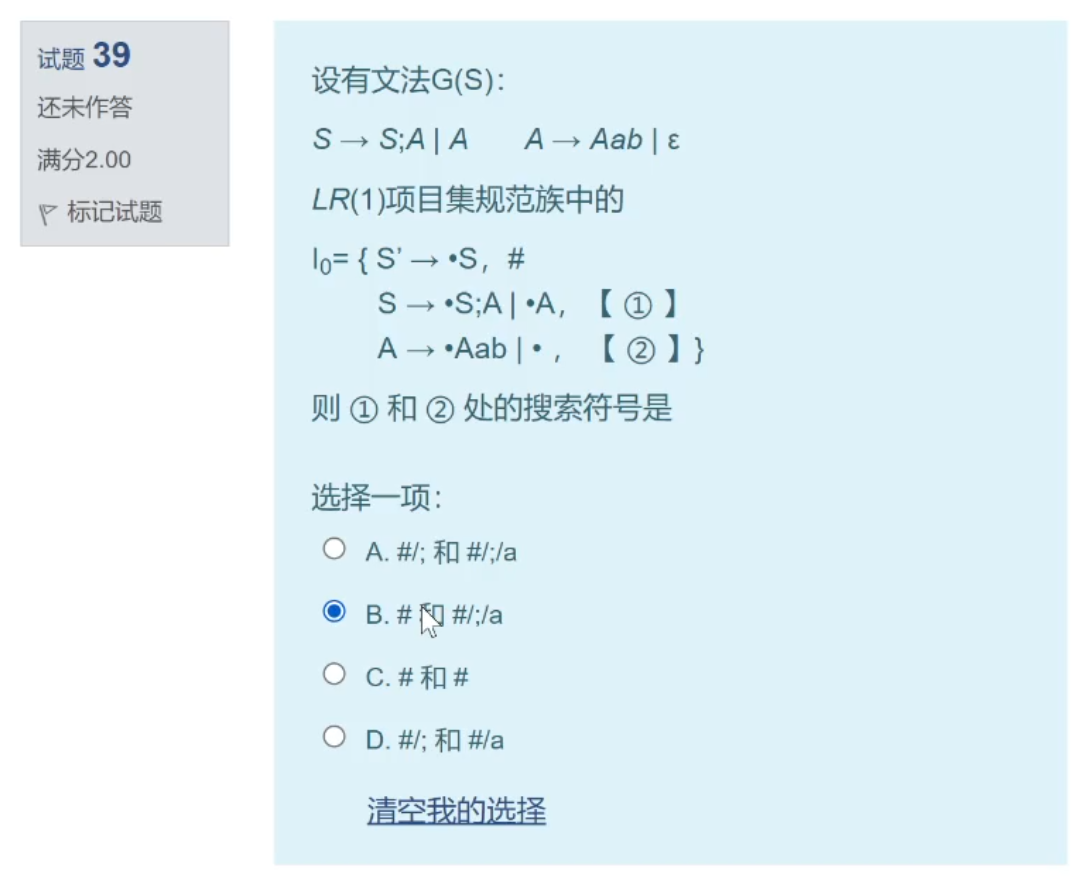 试题 39
还未作答
满分2.00
标记试题
设有文法G(S):
S → S;A | A A → Aab | ε
LR(1)项目集规范族中的
I₀= { S’ → •S, #
S → •S;A | •A, 【 ① 】
A → •Aab | • , 【 ② 】}
则 ① 和 ② 处的搜索符号是
选择一项:
A. #/; 和 #/;/a
B. # 和 #/;/a
C. # 和 #
D. #/; 和 #/a
清空我的选择